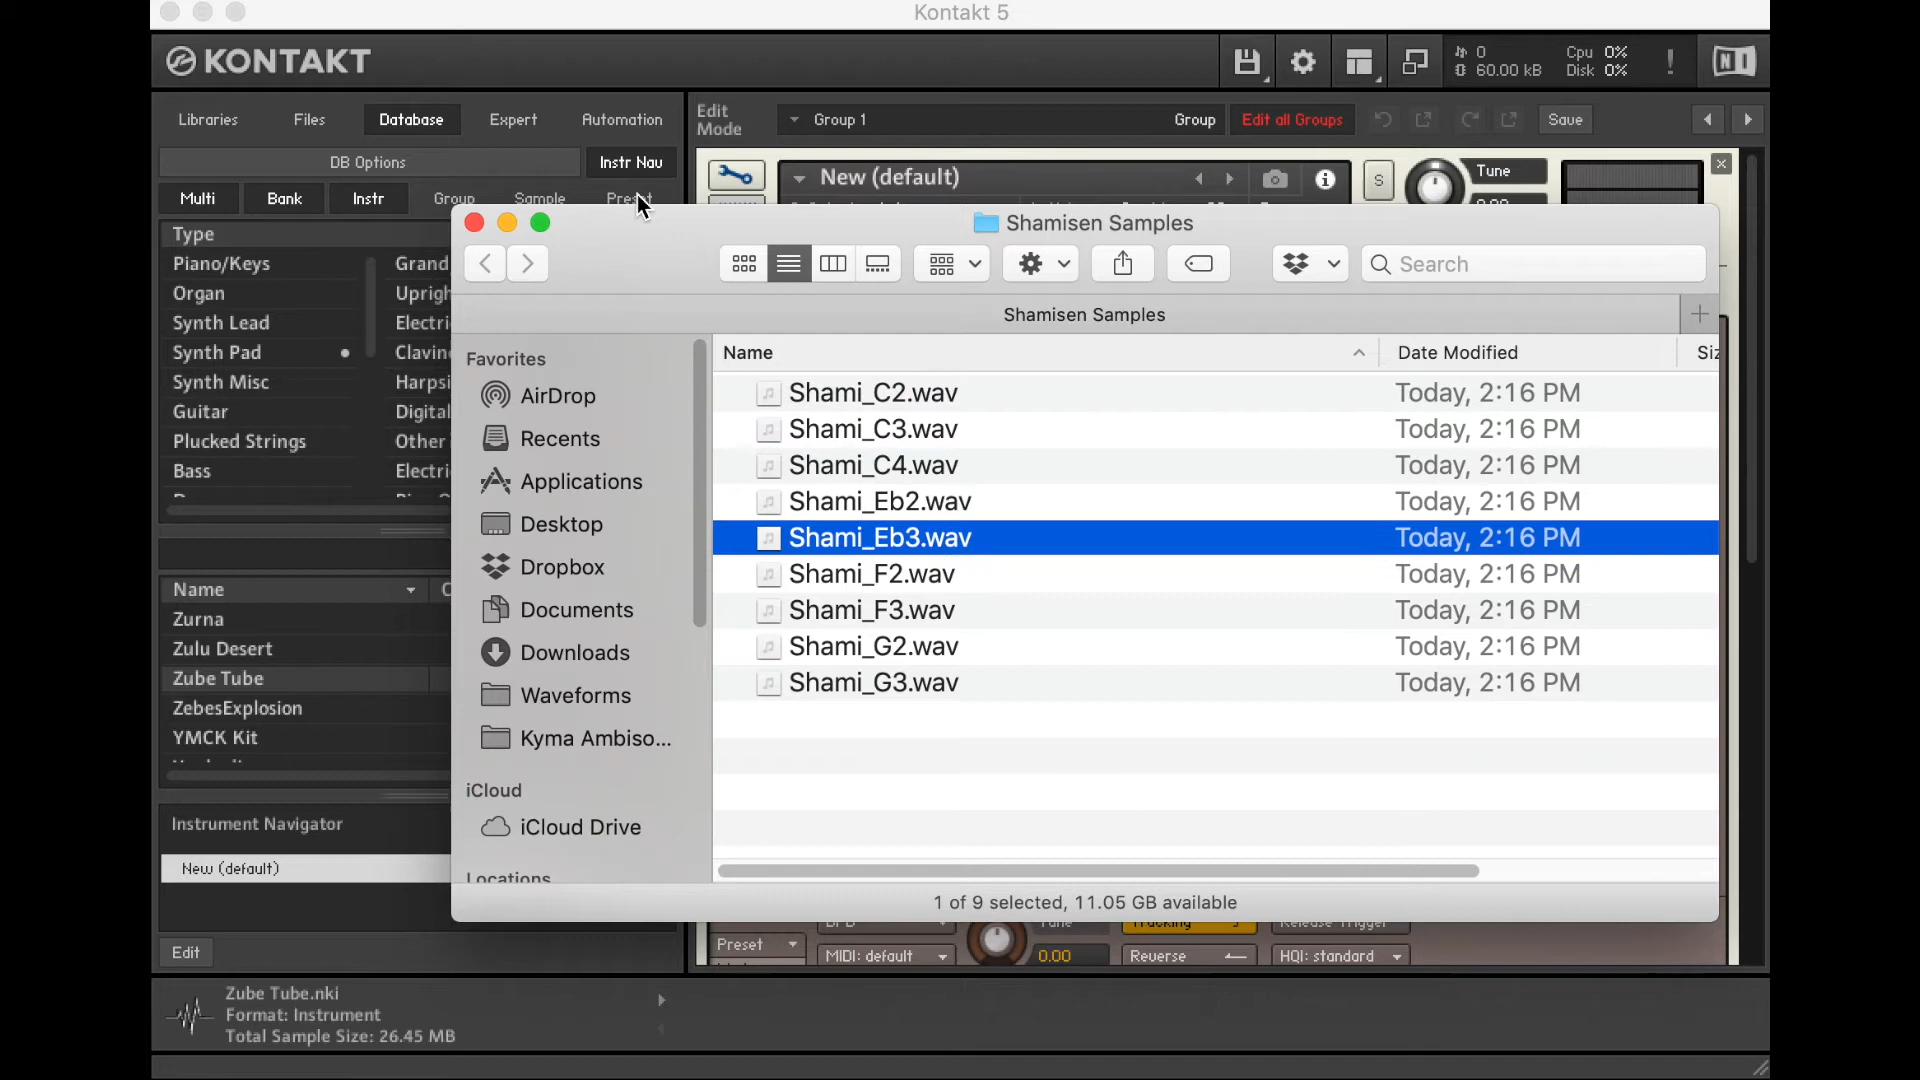 Kontakt 5
KONTAKT
0
60.00 kB
Cpu 0%
Disk 0%
!
NI
Libraries
Files
Database
Expert
Automation
Edit Mode
Group 1
Group
Edit all Groups
Save
DB Options
Instr Nav
New (default)
S
Tune
Multi
Bank
Instr
Group
Sample
Type
Piano/Keys
Organ
Synth Lead
Synth Pad
Synth Misc
Guitar
Plucked Strings
Bass
Grand
Shamisen Samples
Search
Shamisen Samples
Favorites
AirDrop
Recents
Applications
Desktop
Dropbox
Documents
Downloads
Waveforms
Kyma Ambiso...
iCloud
iCloud Drive
Locations
Name
Date Modified
Shami_C2.wav Today, 2:16 PM
Shami_C3.wav Today, 2:16 PM
Shami_C4.wav Today, 2:16 PM
Shami_Eb2.wav Today, 2:16 PM
Shami_Eb3.wav Today, 2:16 PM
Shami_F2.wav Today, 2:16 PM
Shami_F3.wav Today, 2:16 PM
Shami_G2.wav Today, 2:16 PM
Shami_G3.wav Today, 2:16 PM
1 of 9 selected, 11.05 GB available
Name
Zurna
Zulu Desert
Zube Tube
ZebesExplosion
YMCK Kit
Instrument Navigator
New (default)
Edit
Preset
MIDI: default
Tune
0.00
Tracking
Reverse
Release Trigger
HQI: standard
Zube Tube.nki
Format: Instrument
Total Sample Size: 26.45 MB